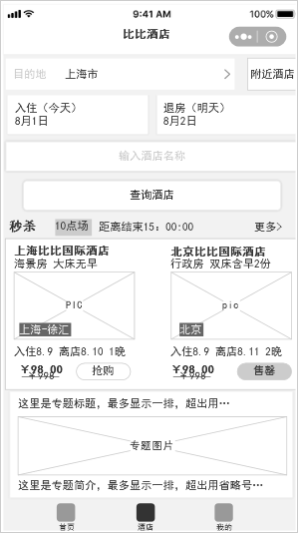 9:41 AM 100%
比比酒店
目的地 上海市 附近酒店
入住（今天） 退房（明天）
8月1日 8月2日
输入酒店名称
查询酒店
秒杀 10点场 距离结束15：00:00 更多>
上海比比国际酒店 北京比比国际酒店
海景房 大床无早 行政房 双床含早2份
PIC pic
上海-徐汇 北京
入住8.9 离店8.10 1晚 入住8.9 离店8.11 2晚
￥98.00 抢购 ￥98.00 售罄
￥998 ￥998
这里是专题标题，最多显示一排，超出用…
专题图片
这里是专题简介，最多显示一排，超出用省略号…
首页 酒店 我的